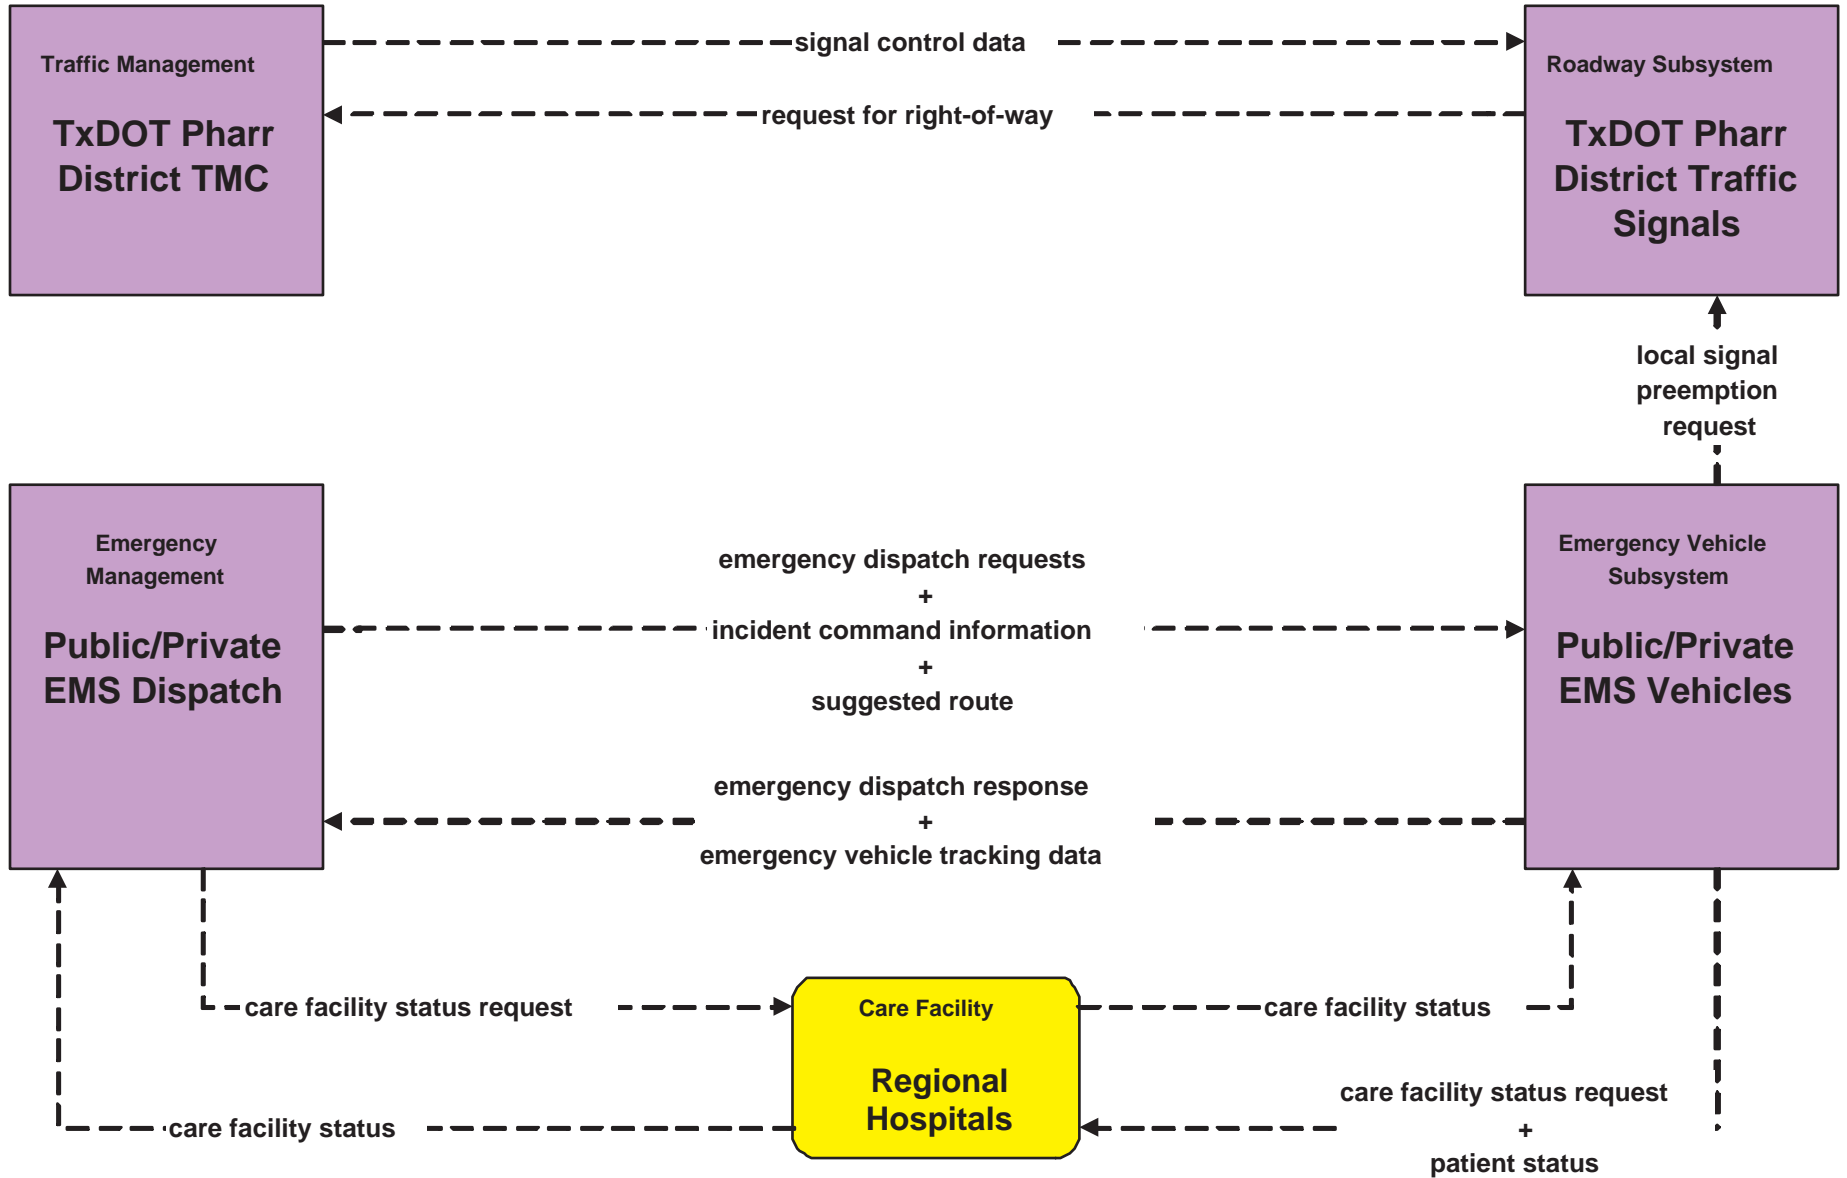 signal control data
Traffic Management
Roadway Subsystem
request for right-of-way
TxDOT Pharr
District TMC
TxDOT Pharr
District Traffic
Signals
local signal
preemption
request
Emergency
Management
Public/Private
EMS Dispatch
emergency dispatch requests
+
incident command information
+
suggested route
Emergency Vehicle
Subsystem
Public/Private
EMS Vehicles
emergency dispatch response
+
emergency vehicle tracking data
care facility status request
Care Facility
Regional
Hospitals
care facility status
care facility status
care facility status request
+
patient status